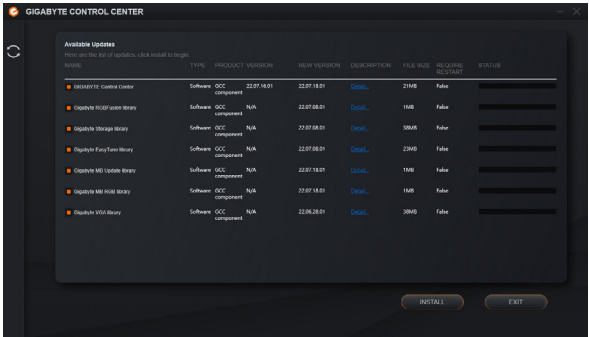 GIGABYTE CONTROL CENTER
Available Updates
Here are the list of updates, click install to begin.
NAME TYPE PRODUCT VERSION NEW VERSION DESCRIPTION FILE SIZE REQUIRE RESTART STATUS
GIGABYTE Control Center Software GCC component 22.07.16.01 22.07.18.01 Detail... 21MB False
Gigabyte RGBFusion library Software GCC component N/A 22.07.08.01 Detail... 1MB False
Gigabyte Storage library Software GCC component N/A 22.07.08.01 Detail... 38MB False
Gigabyte EasyTune library Software GCC component N/A 22.07.08.01 Detail... 23MB False
Gigabyte MB Update library Software GCC component N/A 22.07.18.01 Detail... 1MB False
Gigabyte MB RGB library Software GCC component N/A 22.07.18.01 Detail... 1MB False
Gigabyte VGA library Software GCC component N/A 22.06.28.01 Detail... 30MB False
INSTALL EXIT